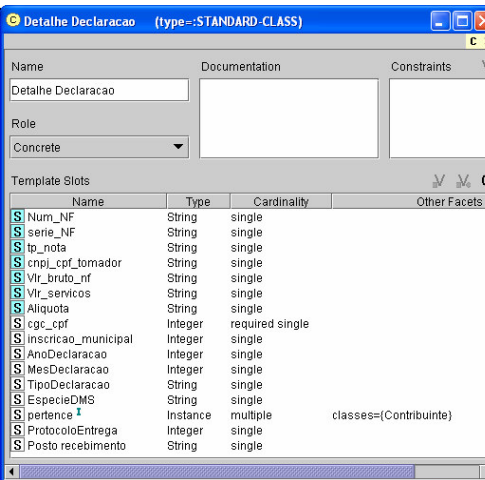 C Detalhe Declaracao (type=:STANDARD-CLASS)
C
Name Documentation Constraints
Detalhe Declaracao
Role
Concrete
Template Slots
Name Type Cardinality Other Facets
S Num_NF String single
S serie_NF String single
S tp_nota String single
S cnpj_cpf_tomador String single
S Vlr_bruto_nf String single
S Vlr_servicos String single
S Aliquota String single
S cgc_cpf Integer required single
S inscricao_municipal Integer single
S AnoDeclaracao Integer single
S MesDeclaracao Integer single
S TipoDeclaracao String single
S EspecieDMS String single
S pertence I Instance multiple classes={Contribuinte}
S ProtocoloEntrega Integer single
S Posto recebimento String single